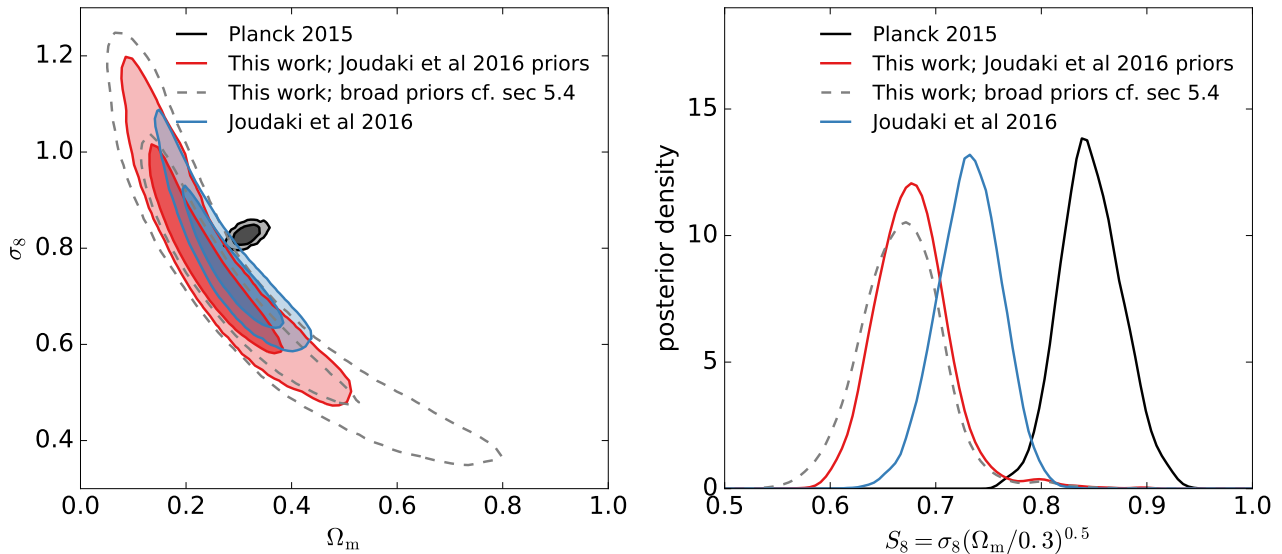 Planck 2015
This work; Joudaki et al 2016 priors
This work; broad priors cf. sec 5.4
Joudaki et al 2016
1.2
1.0
0.8
0.6
0.4
σ8
0.0 0.2 0.4 0.6 0.8 1.0
Ωm
Planck 2015
This work; Joudaki et al 2016 priors
This work; broad priors cf. sec 5.4
Joudaki et al 2016
15
10
5
0
posterior density
0.5 0.6 0.7 0.8 0.9 1.0
S8 = σ8(Ωm/0.3)^0.5